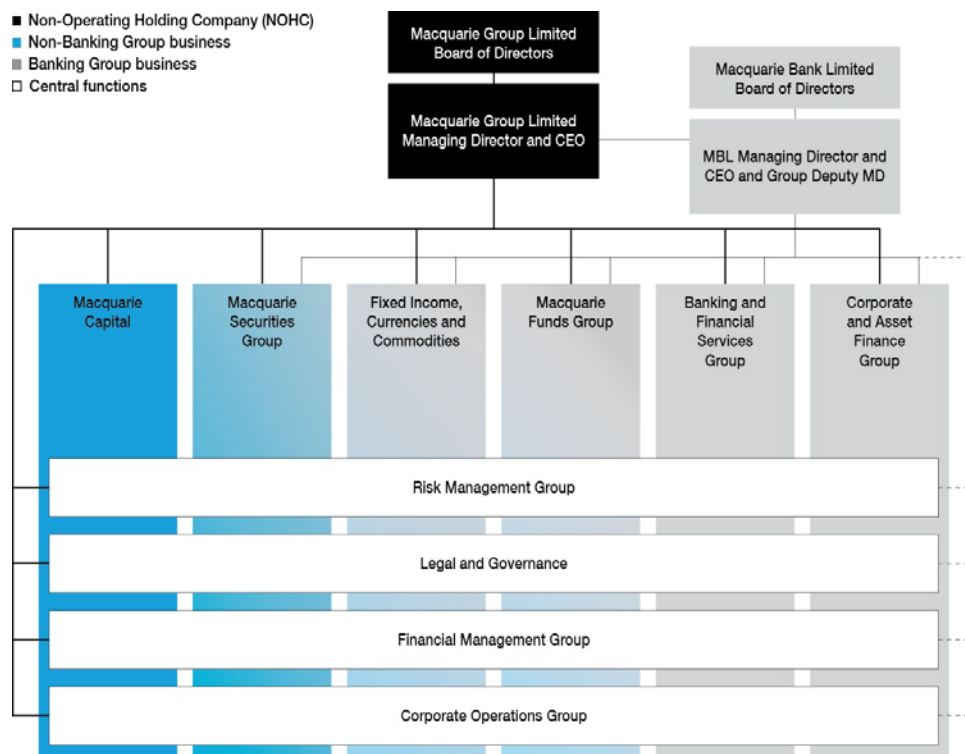 Non-Operating Holding Company (NOHC)
Non-Banking Group business
Banking Group business
Central functions
Macquarie Group Limited
Board of Directors
Macquarie Bank Limited
Board of Directors
Macquarie Group Limited
Managing Director and CEO
MBL Managing Director and
CEO and Group Deputy MD
Macquarie
Capital
Macquarie
Securities
Group
Fixed Income,
Currencies and
Commodities
Macquarie
Funds Group
Banking and
Financial
Services
Group
Corporate
and Asset
Finance
Group
Risk Management Group
Legal and Governance
Financial Management Group
Corporate Operations Group